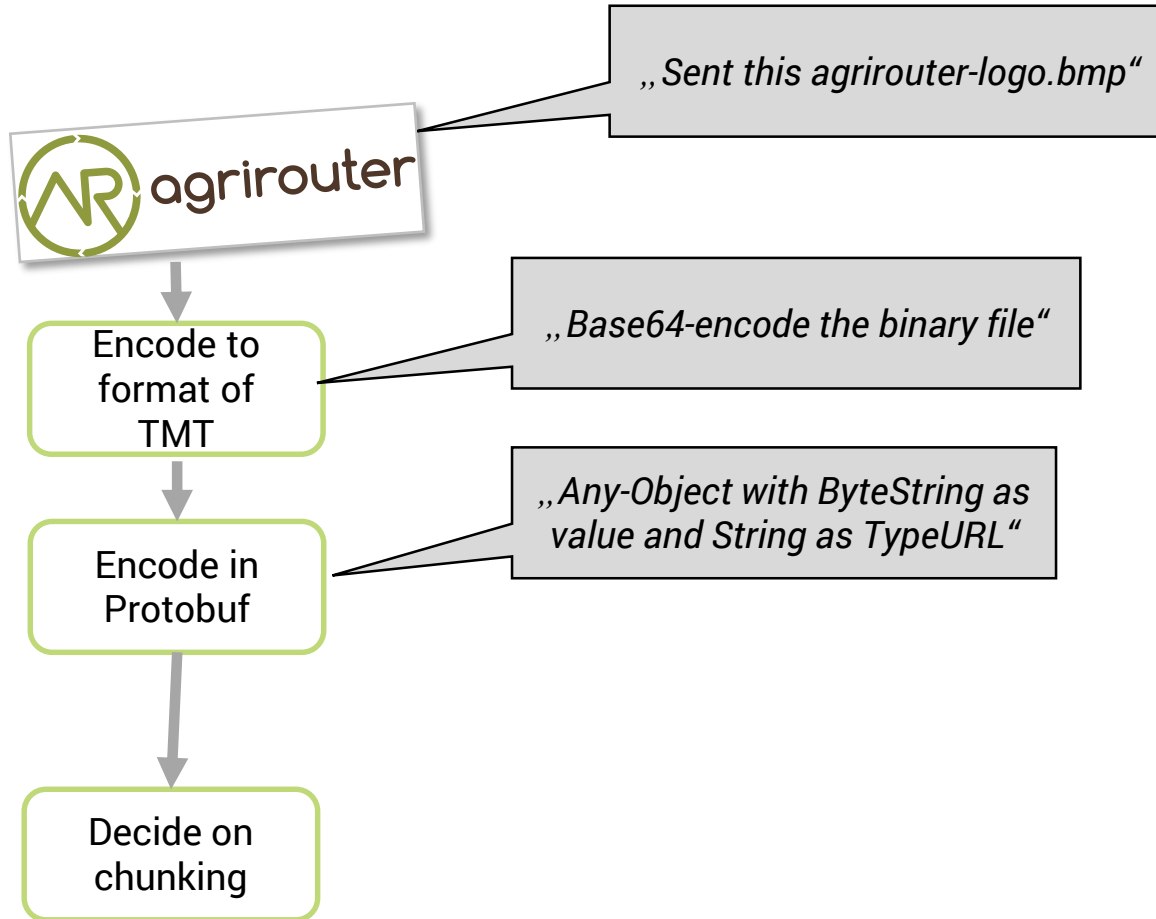 „Sent this agrirouter-logo.bmp“
AR agrirouter
„Base64-encode the binary file“
Encode to
format of
TMT
„Any-Object with ByteString as
value and String as TypeURL“
Encode in
Protobuf
Decide on
chunking